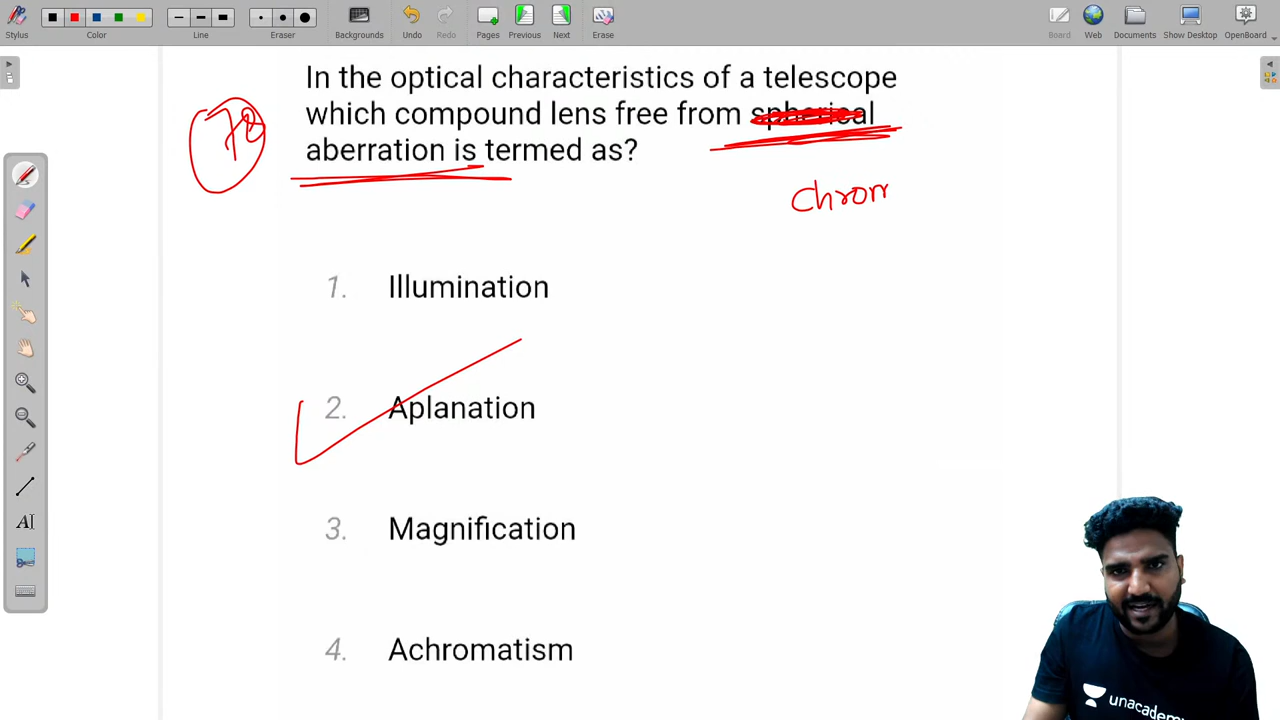 Stylus
Color
Line
Eraser
Backgrounds
Undo
Redo
Pages
Previous
Next
Erase
Board
Web
Documents
Show Desktop
OpenBoard
In the optical characteristics of a telescope
which compound lens free from spherical
aberration is termed as?
78
Chrom
1. Illumination
2. Aplanation
3. Magnification
4. Achromatism
AI
unacademy